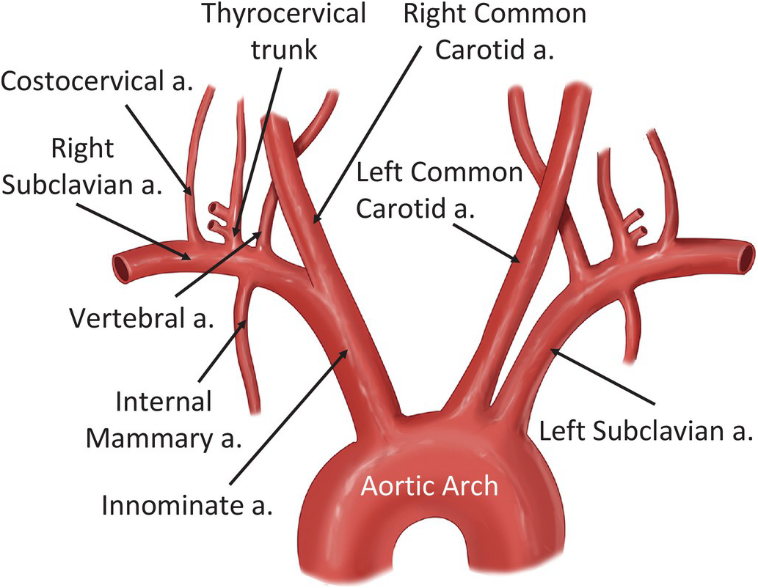 Thyrocervical
trunk
Right Common
Carotid a.
Costocervical a.
Right
Subclavian a.
Left Common
Carotid a.
Vertebral a.
Internal
Mammary a.
Left Subclavian a.
Innominate a.
Aortic Arch